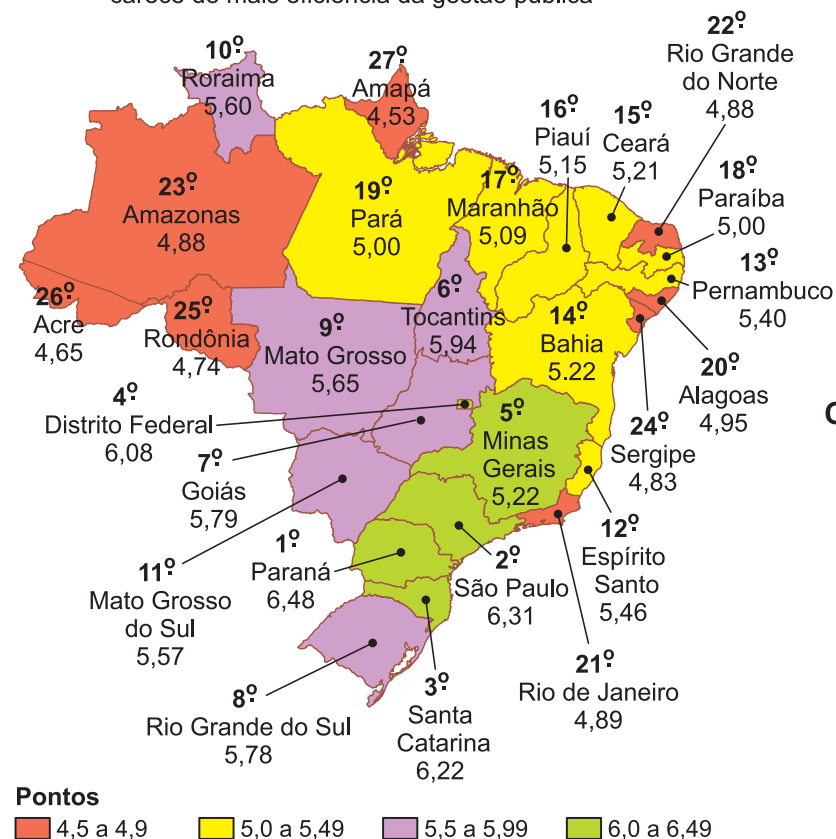 carece de mais eficiência da gestão pública
10º
Roraima
5,60
27º
Amapá
4,53
22º
Rio Grande
do Norte
4,88
16º
Piauí
5,15
15º
Ceará
5,21
18º
Paraíba
5,00
23º
Amazonas
4,88
19º
Pará
5,00
17º
Maranhão
5,09
13º
Pernambuco
5,40
26º
Acre
4,65
25º
Rondônia
4,74
9º
Mato Grosso
5,65
6º
Tocantins
5,94
14º
Bahia
5.22
20º
Alagoas
4,95
4º
Distrito Federal
6,08
5º
Minas
Gerais
5,22
24º
Sergipe
4,83
7º
Goiás
5,79
12º
Espírito
Santo
5,46
11º
Mato Grosso
do Sul
5,57
1º
Paraná
6,48
2º
São Paulo
6,31
21º
Rio de Janeiro
4,89
8º
Rio Grande do Sul
5,78
3º
Santa
Catarina
6,22
Pontos
4,5 a 4,9
5,0 a 5,49
5,5 a 5,99
6,0 a 6,49